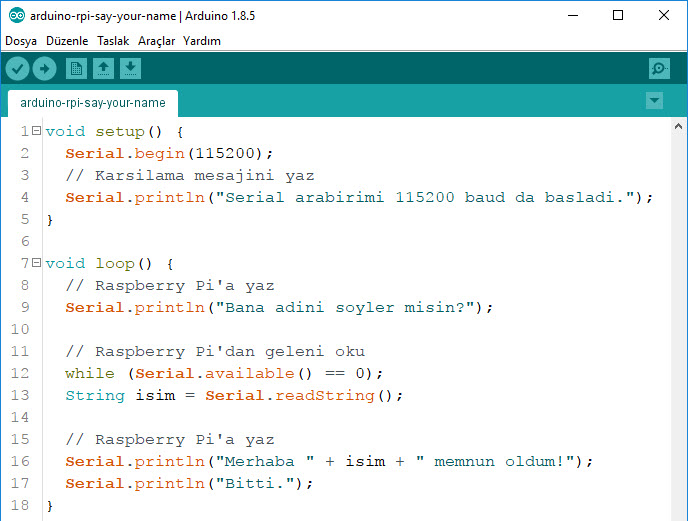 arduino-rpi-say-your-name | Arduino 1.8.5
Dosya Düzenle Taslak Araçlar Yardım
arduino-rpi-say-your-name
1 void setup() {
2   Serial.begin(115200);
3   // Karsilama mesajini yaz
4   Serial.println("Serial arabirimi 115200 baud da basladi.");
5 }
6
7 void loop() {
8   // Raspberry Pi'a yaz
9   Serial.println("Bana adini soyler misin?");
10
11   // Raspberry Pi'dan geleni oku
12   while (Serial.available() == 0);
13   String isim = Serial.readString();
14
15   // Raspberry Pi'a yaz
16   Serial.println("Merhaba " + isim + " memnun oldum!");
17   Serial.println("Bitti.");
18 }